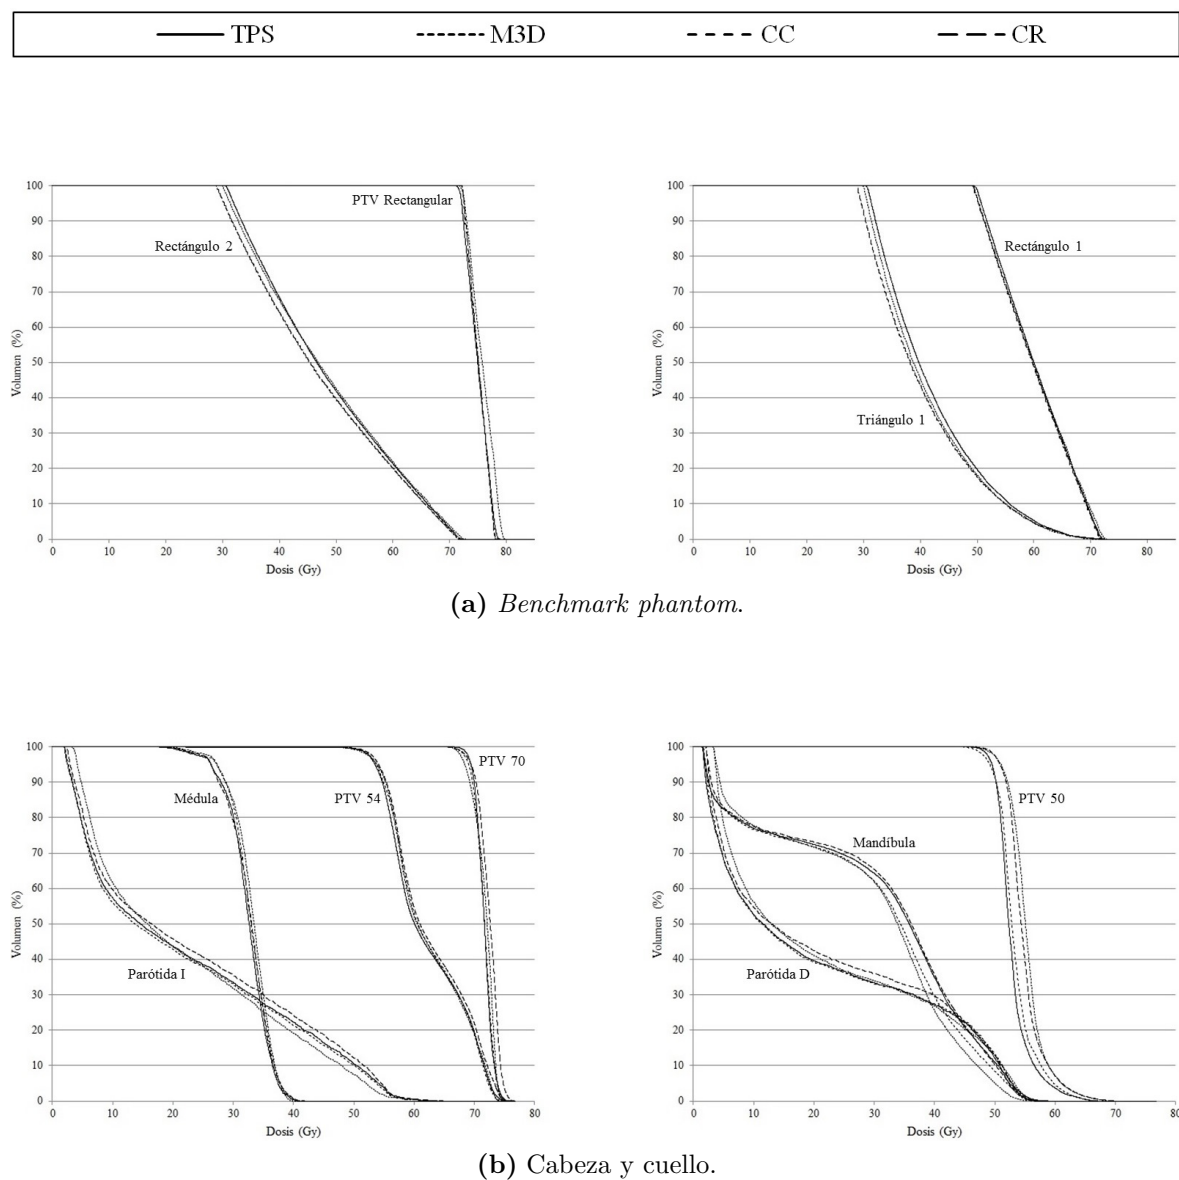 TPS M3D CC CR
100
90
80
70
60
50
40
30
20
10
0
Volumen (%)
PTV Rectangular
Rectángulo 2
0 10 20 30 40 50 60 70 80
Dosis (Gy)
100
90
80
70
60
50
40
30
20
10
0
Volumen (%)
Rectángulo 1
Triángulo 1
0 10 20 30 40 50 60 70 80
Dosis (Gy)
(a) Benchmark phantom.
100
90
80
70
60
50
40
30
20
10
0
Volumen (%)
PTV 70
Médula
PTV 54
Parótida I
0 10 20 30 40 50 60 70 80
Dosis (Gy)
100
90
80
70
60
50
40
30
20
10
0
Volumen (%)
PTV 50
Mandíbula
Parótida D
0 10 20 30 40 50 60 70 80
Dosis (Gy)
(b) Cabeza y cuello.